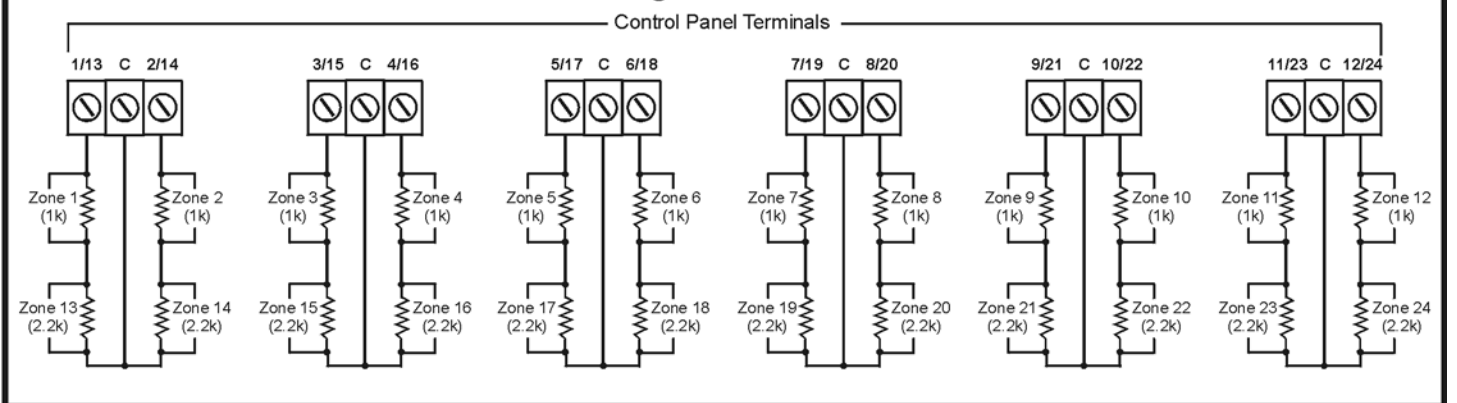 Control Panel Terminals
1/13 C 2/14 3/15 C 4/16 5/17 C 6/18 7/19 C 8/20 9/21 C 10/22 11/23 C 12/24
Zone 1 Zone 2 Zone 3 Zone 4 Zone 5 Zone 6 Zone 7 Zone 8 Zone 9 Zone 10 Zone 11 Zone 12
(1k) (1k) (1k) (1k) (1k) (1k) (1k) (1k) (1k) (1k) (1k) (1k)
Zone 13 Zone 14 Zone 15 Zone 16 Zone 17 Zone 18 Zone 19 Zone 20 Zone 21 Zone 22 Zone 23 Zone 24
(2.2k) (2.2k) (2.2k) (2.2k) (2.2k) (2.2k) (2.2k) (2.2k) (2.2k) (2.2k) (2.2k) (2.2k)